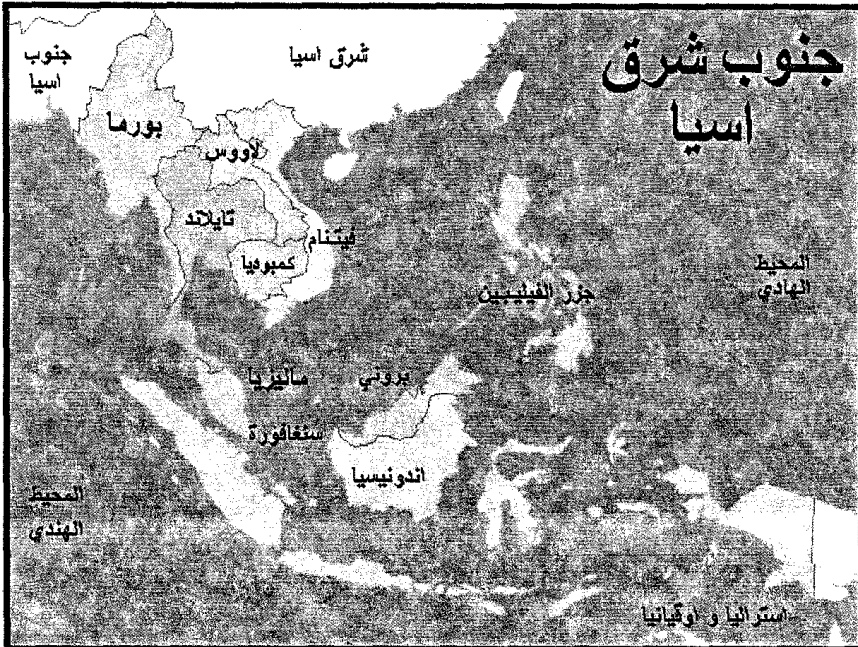 جنوب شرق
اسيا
شرق اسيا
جنوب
اسيا
بورما
لاووس
تايلاند
فيتنام
كمبوديا
المحيط
الهادي
جزر الفيليبين
ماليزيا
بروني
سنغافورة
اندونيسيا
المحيط
الهندي
استراليا و اوقيانيا